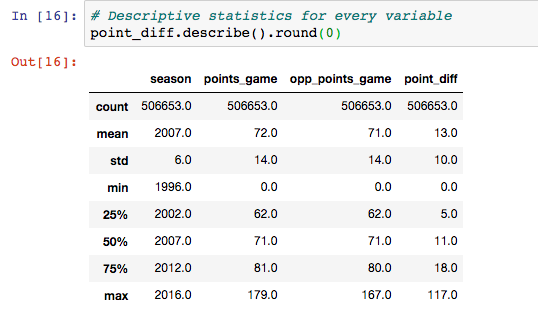 In [16]: # Descriptive statistics for every variable
point_diff.describe().round(0)
Out[16]:
season points_game opp_points_game point_diff
count 506653.0 506653.0 506653.0 506653.0
mean 2007.0 72.0 71.0 13.0
std 6.0 14.0 14.0 10.0
min 1996.0 0.0 0.0 0.0
25% 2002.0 62.0 62.0 5.0
50% 2007.0 71.0 71.0 11.0
75% 2012.0 81.0 80.0 18.0
max 2016.0 179.0 167.0 117.0